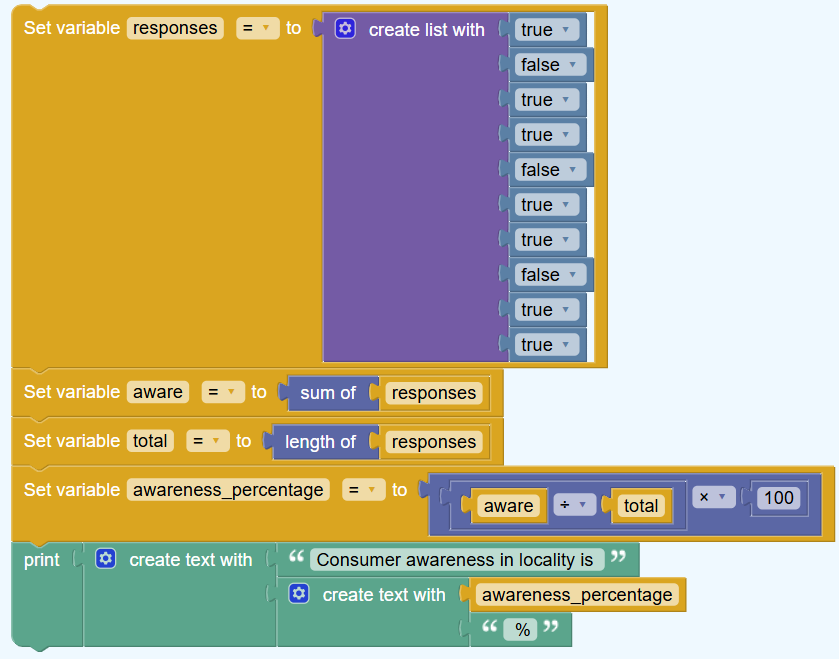 Set variable responses = to create list with true
false
true
true
false
true
true
false
true
true
Set variable aware = to sum of responses
Set variable total = to length of responses
Set variable awareness_percentage = to aware ÷ total × 100
print create text with “ Consumer awareness in locality is ”
create text with awareness_percentage
“ % ”